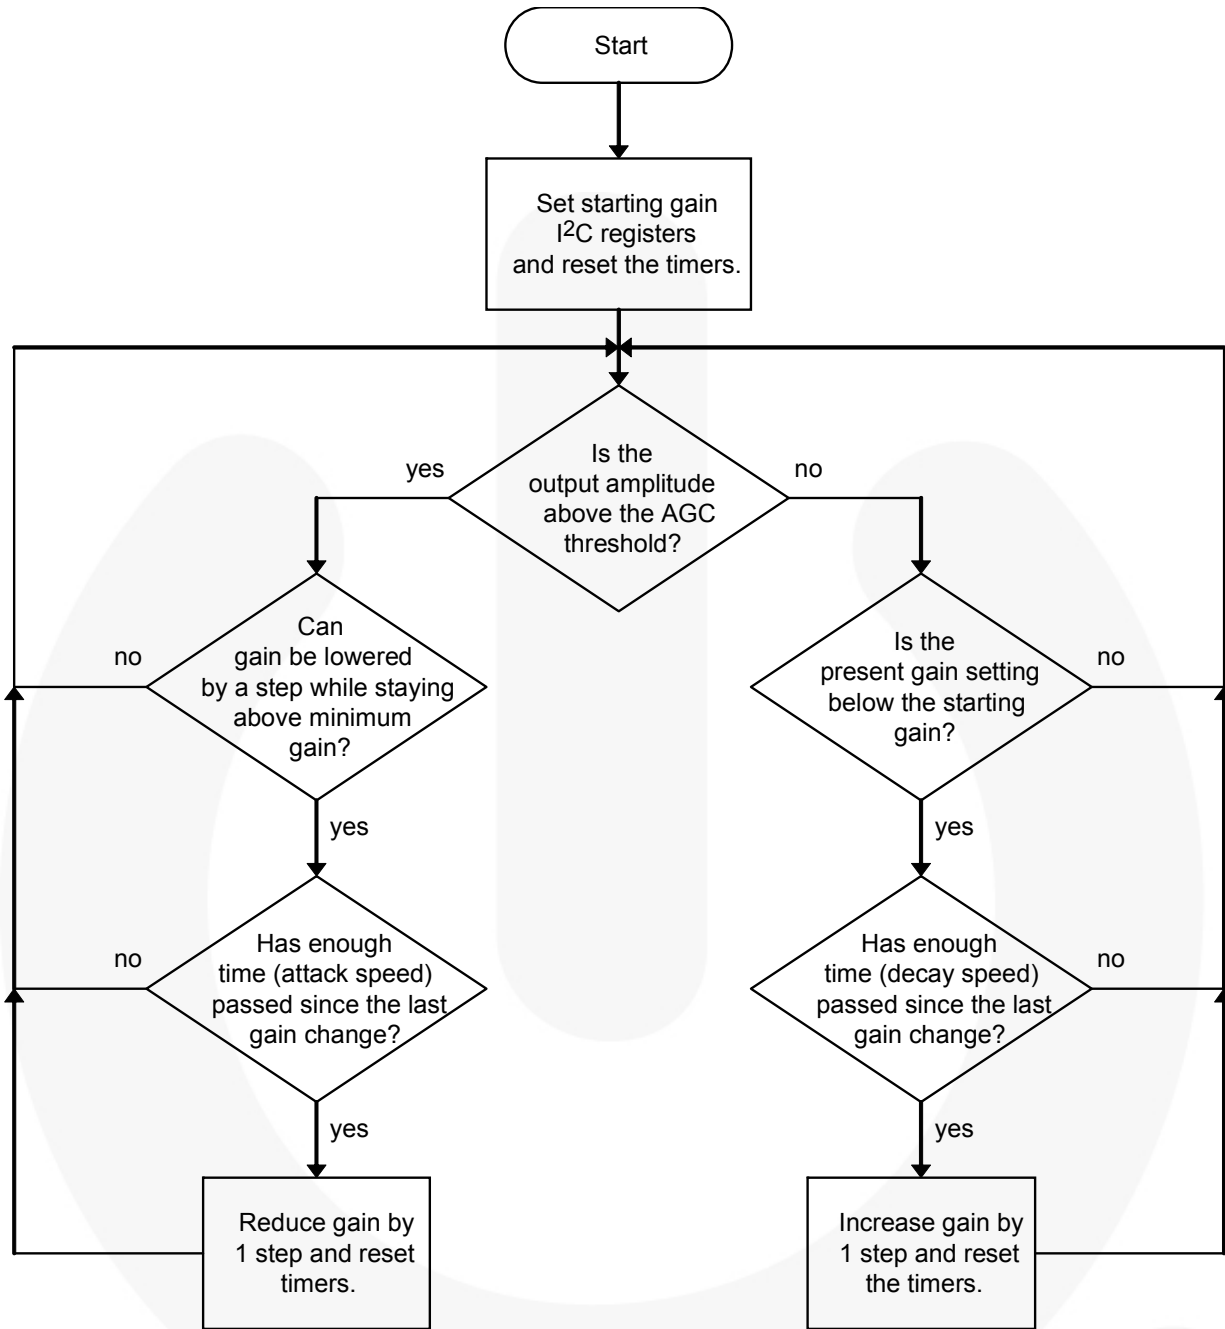 Start
Set starting gain
I²C registers
and reset the timers.
Is the
output amplitude
above the AGC
threshold?
yes
no
Can
gain be lowered
by a step while staying
above minimum
gain?
no
yes
Is the
present gain setting
below the starting
gain?
no
yes
Has enough
time (attack speed)
passed since the last
gain change?
no
yes
Has enough
time (decay speed)
passed since the last
gain change?
no
yes
Reduce gain by
1 step and reset
timers.
Increase gain by
1 step and reset
the timers.